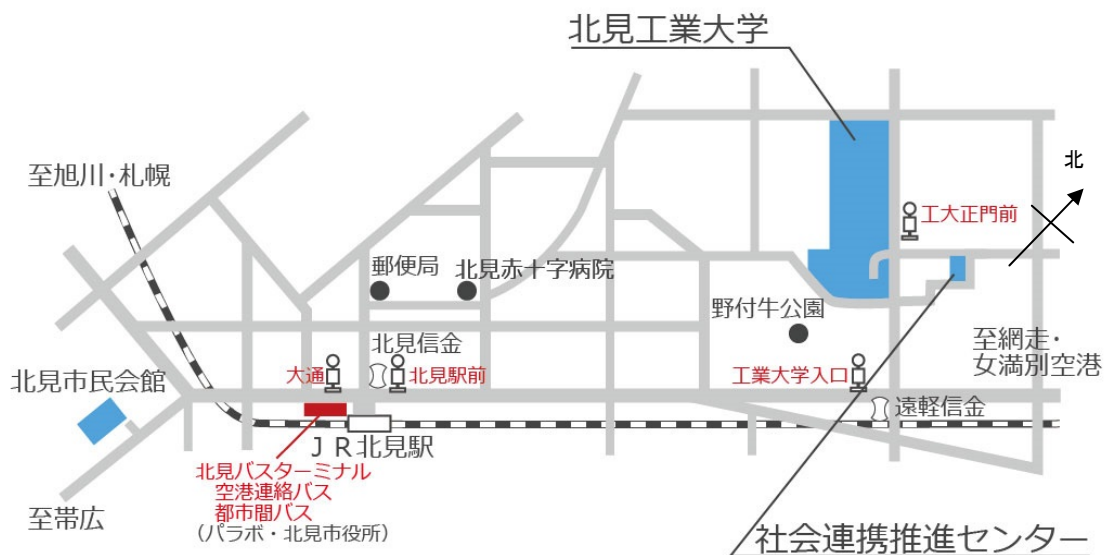 北見工業大学
北
至旭川・札幌
工大正門前
郵便局
北見赤十字病院
野付牛公園
北見信金
至網走・
女満別空港
北見市民会館
大通
北見駅前
工業大学入口
遠軽信金
ＪＲ北見駅
北見バスターミナル
空港連絡バス
都市間バス
(パラボ・北見市役所)
至帯広
社会連携推進センター